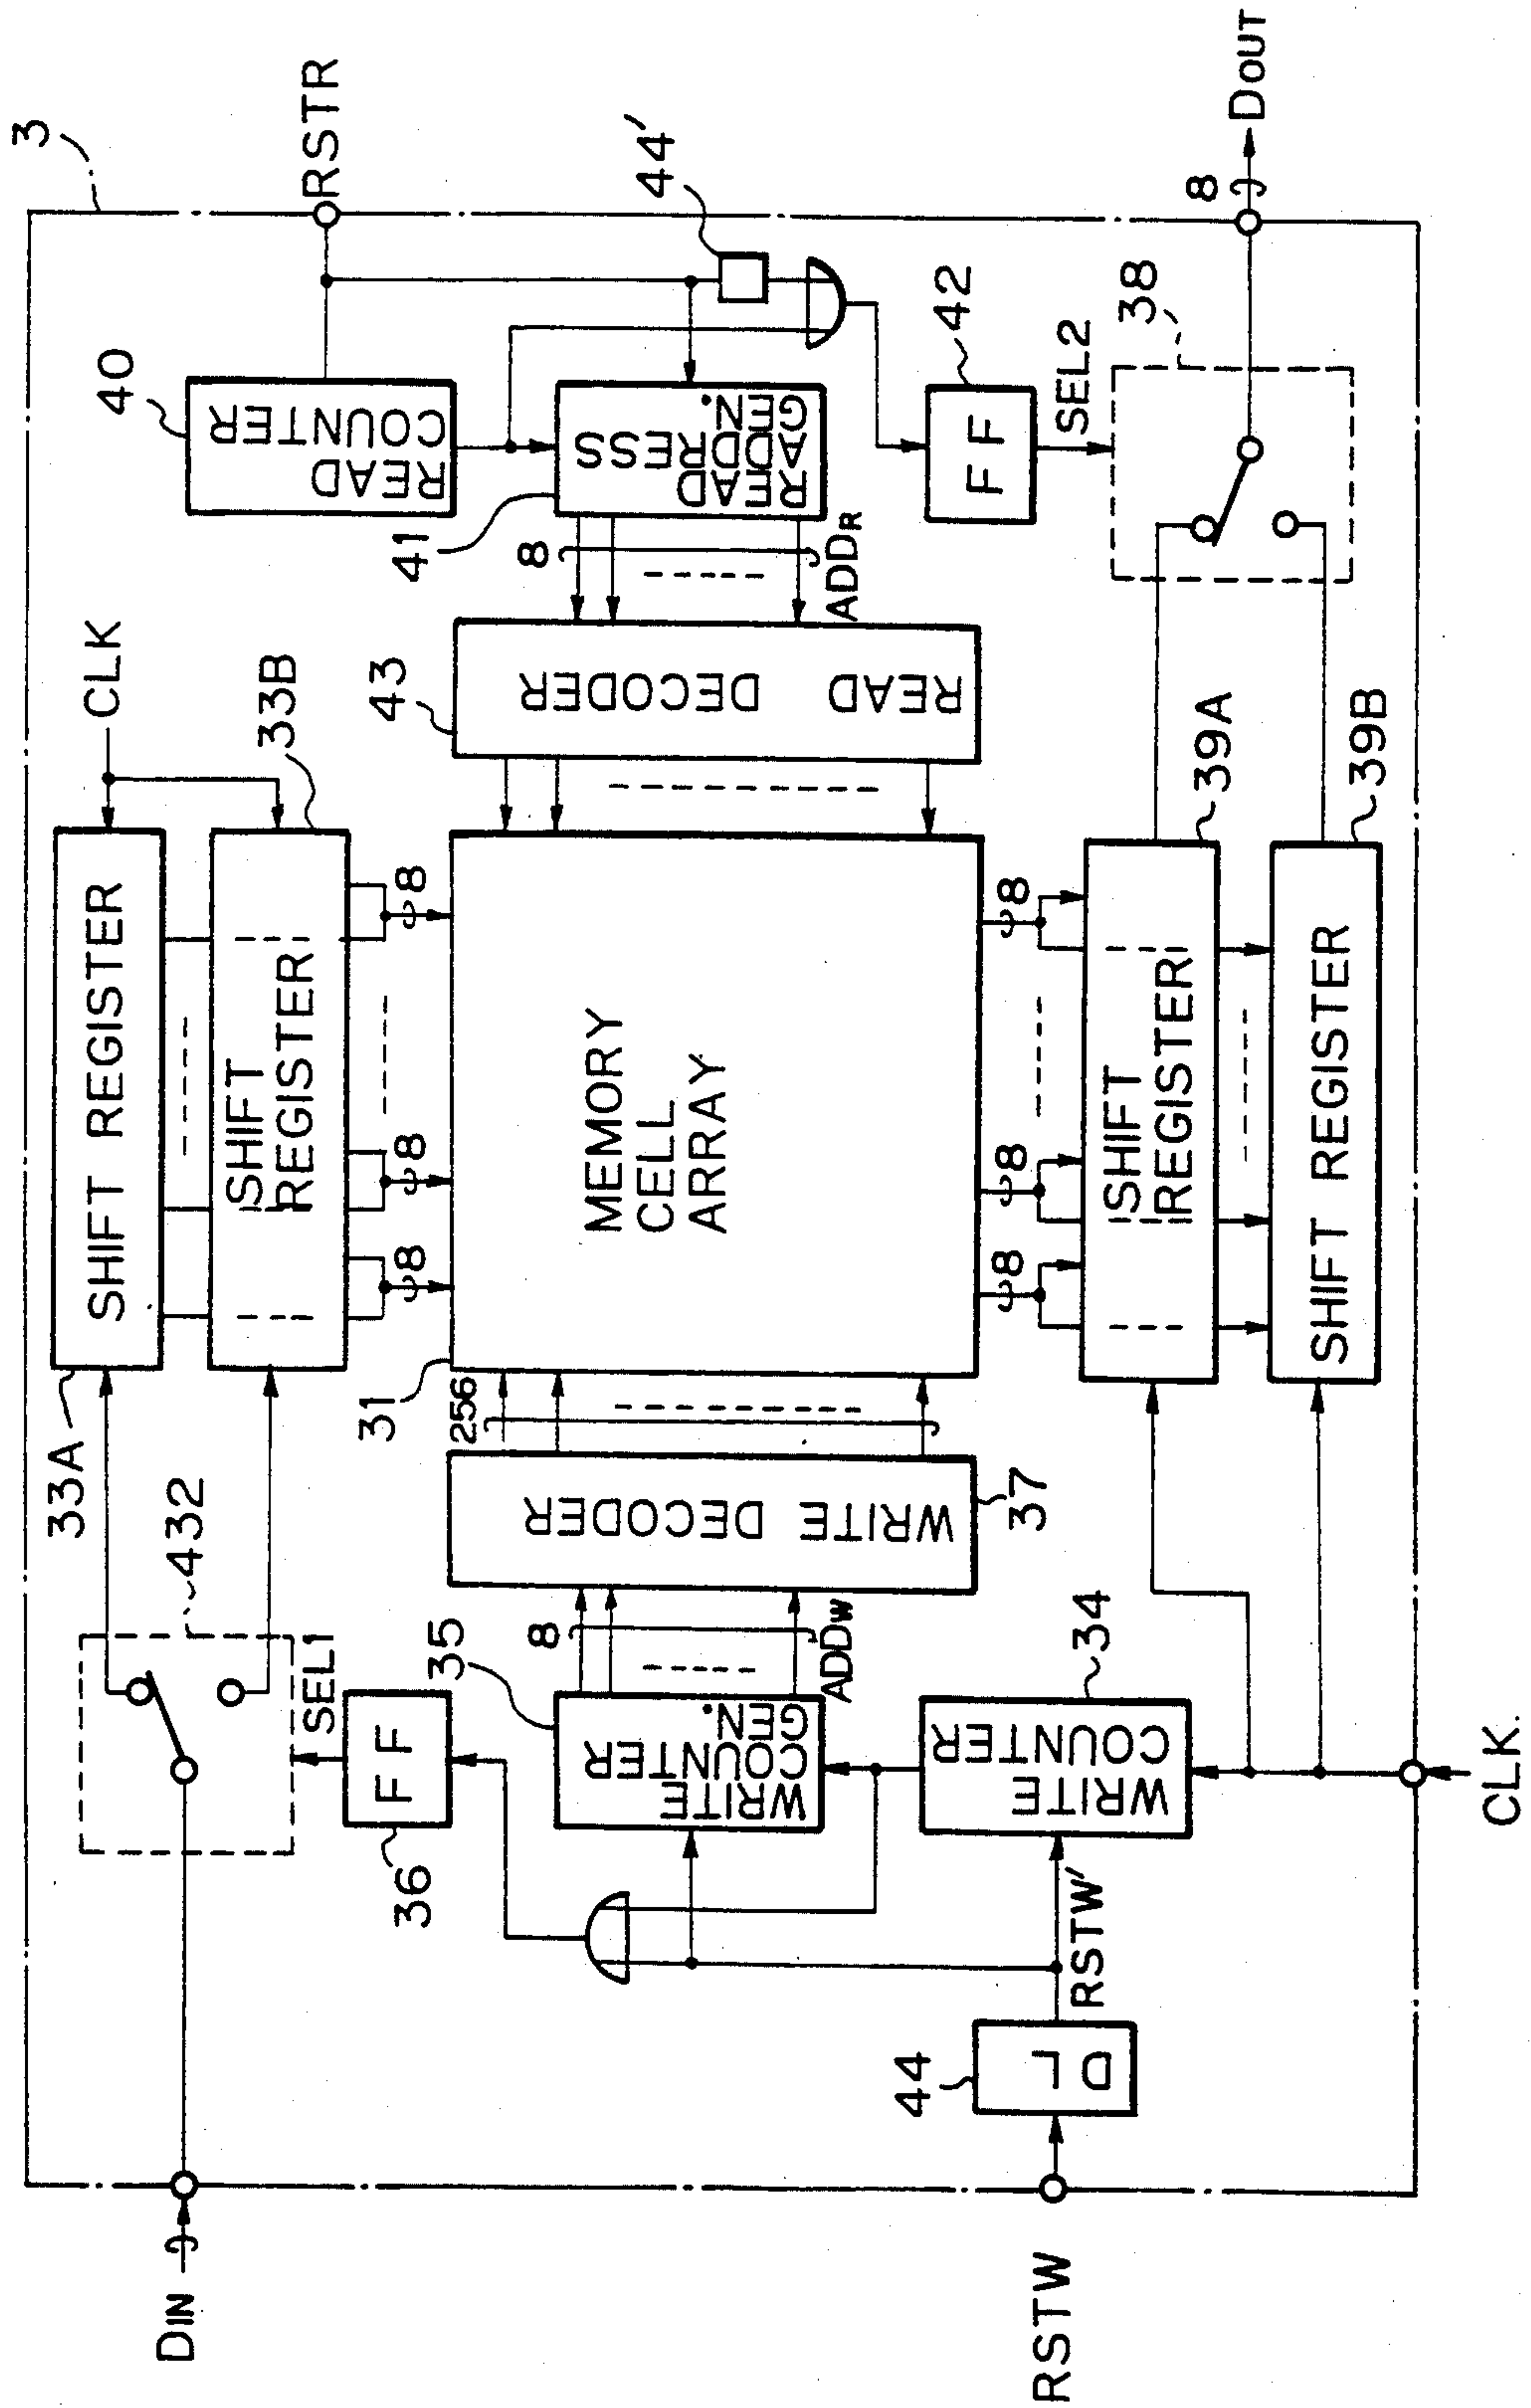 3
RSTR
40
READ
COUNTER
44'
41
READ
ADDRESS
GEN.
8
ADDR
42
FF
SEL2
38
8
DOUT
CLK
43
READ DECODER
33B
SHIFT REGISTER
SHIFT
REGISTER
8
8
8
33A
MEMORY
CELL
ARRAY
31
256
8
8
8
39A
39B
SHIFT
REGISTER
SHIFT REGISTER
432
SEL1
FF
36
WRITE DECODER
37
35
8
ADDW
WRITE
COUNTER
GEN.
34
WRITE
COUNTER
CLK.
RSTW'
44
DL
DIN
RSTW